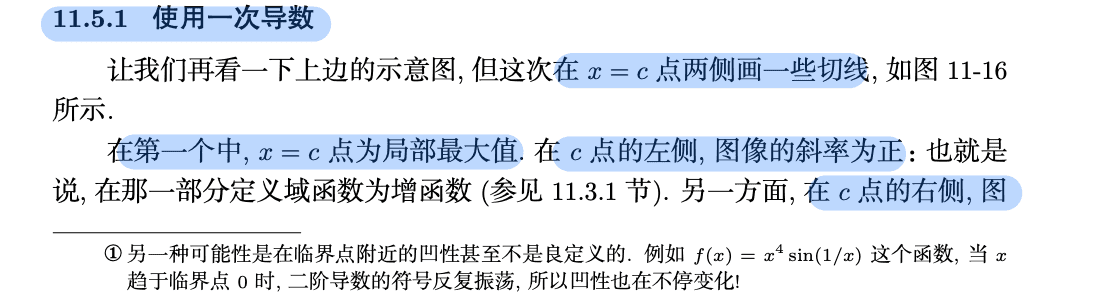 11.5.1 使用一次导数
让我们再看一下上边的示意图, 但这次在 x = c 点两侧画一些切线, 如图 11-16
所示.
在第一个中, x = c 点为局部最大值. 在 c 点的左侧, 图像的斜率为正: 也就是
说, 在那一部分定义域函数为增函数 (参见 11.3.1 节). 另一方面, 在 c 点的右侧, 图
① 另一种可能性是在临界点附近的凹性甚至不是良定义的. 例如 f(x) = x⁴ sin(1/x) 这个函数, 当 x
趋于临界点 0 时, 二阶导数的符号反复振荡, 所以凹性也在不停变化!